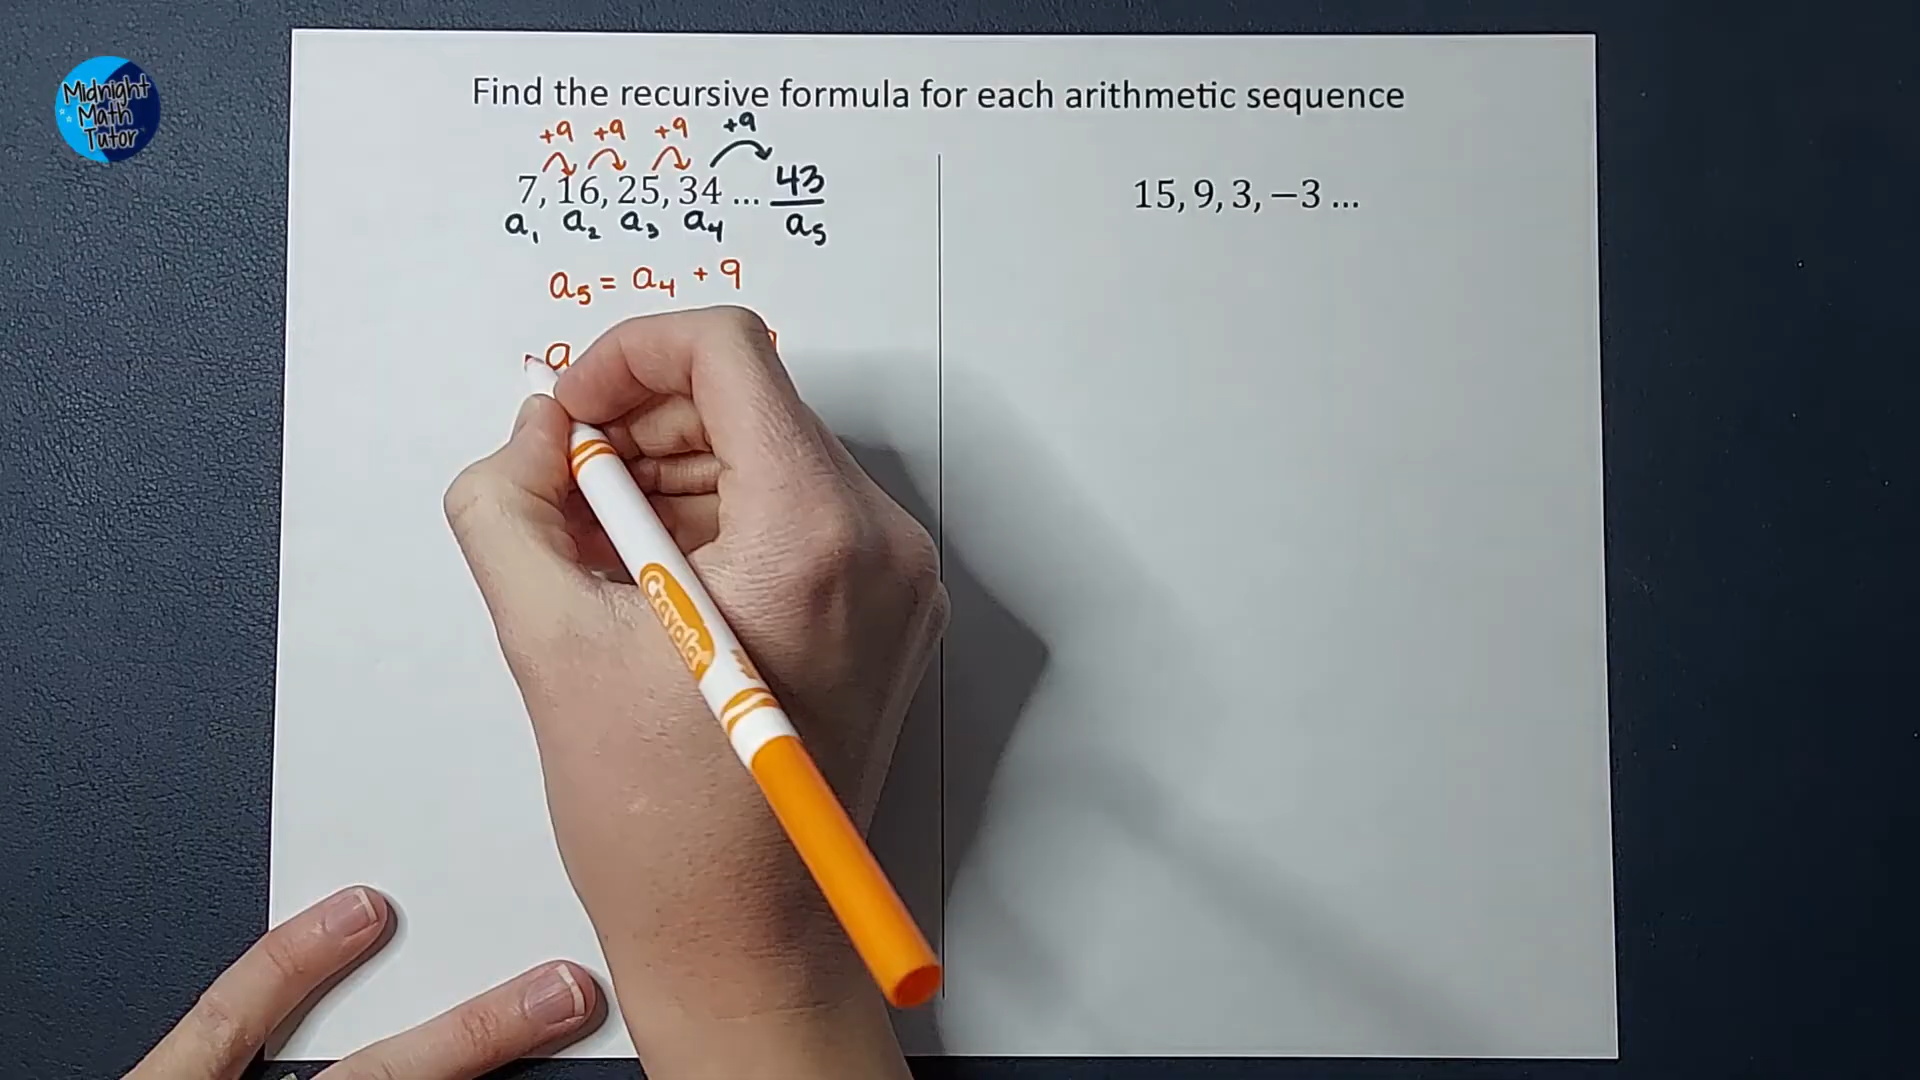 Midnight
Math
Tutor
Find the recursive formula for each arithmetic sequence
+9 +9 +9 +9
7, 16, 25, 34 ... 43
a₁ a₂ a₃ a₄ a₅
a₅ = a₄ + 9
a
15, 9, 3, −3 ...
Crayola